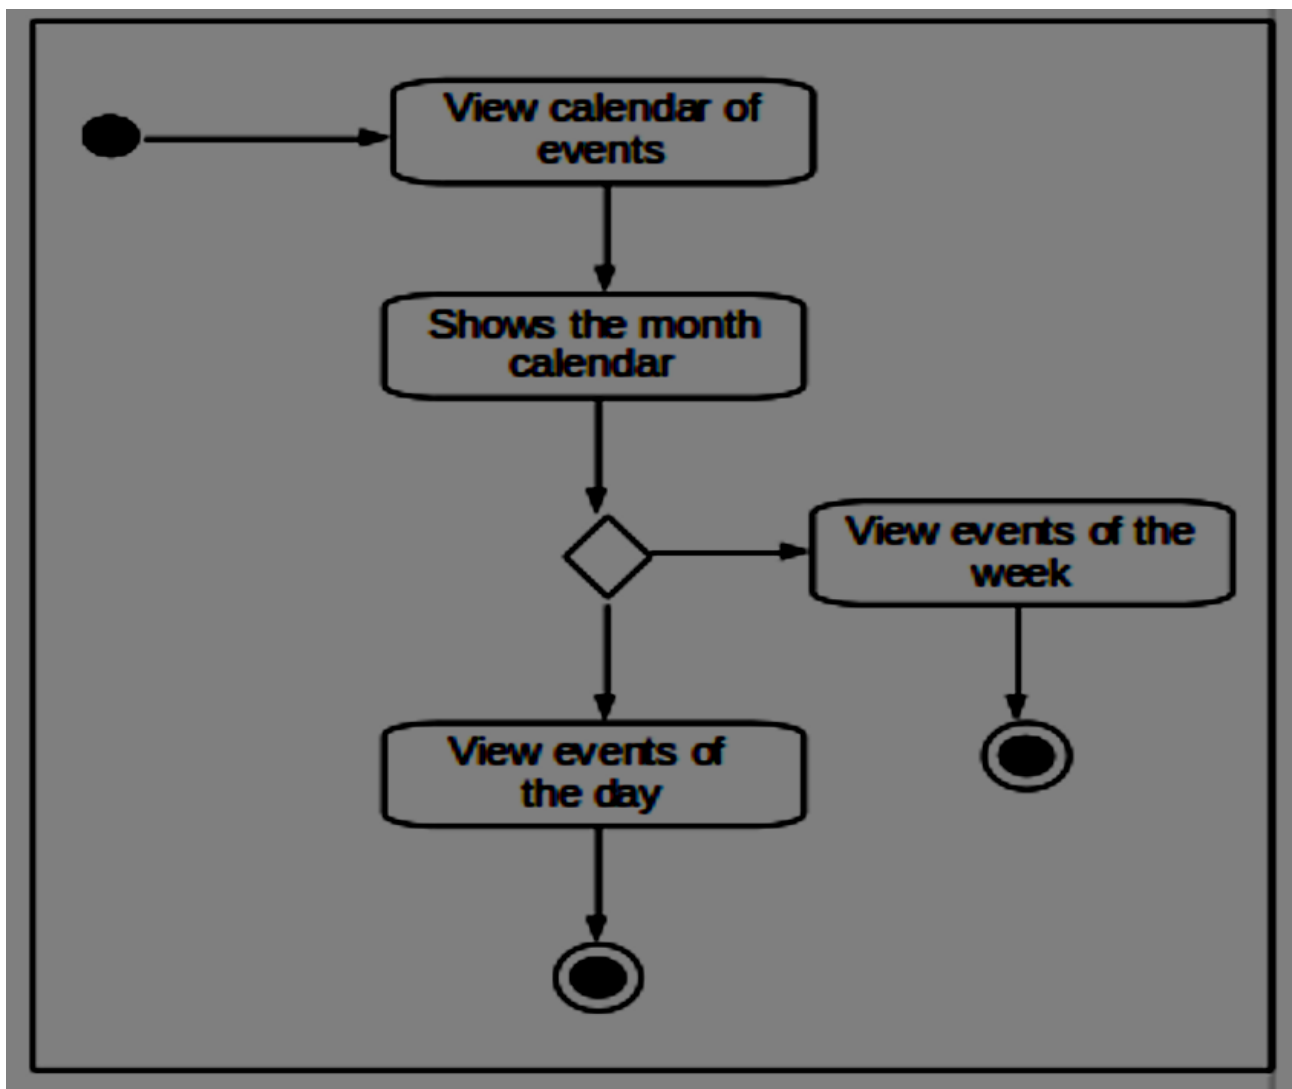 View calendar of
events
Shows the month
calendar
View events of the
week
View events of
the day